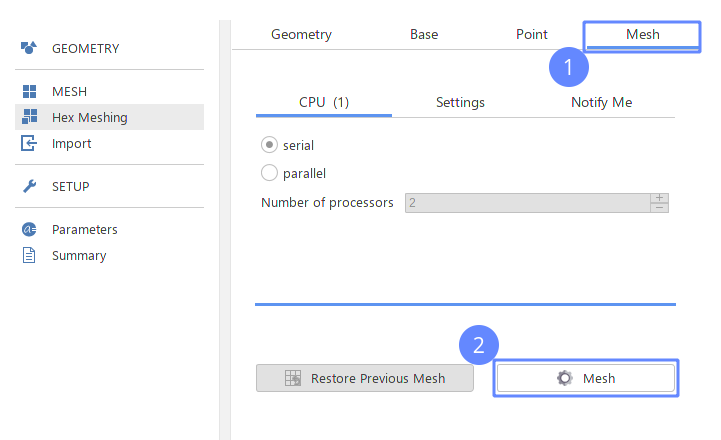 GEOMETRY
MESH
Hex Meshing
Import
SETUP
Parameters
Summary
Geometry Base Point Mesh
1
CPU (1) Settings Notify Me
serial
parallel
Number of processors 2
2
Restore Previous Mesh Mesh